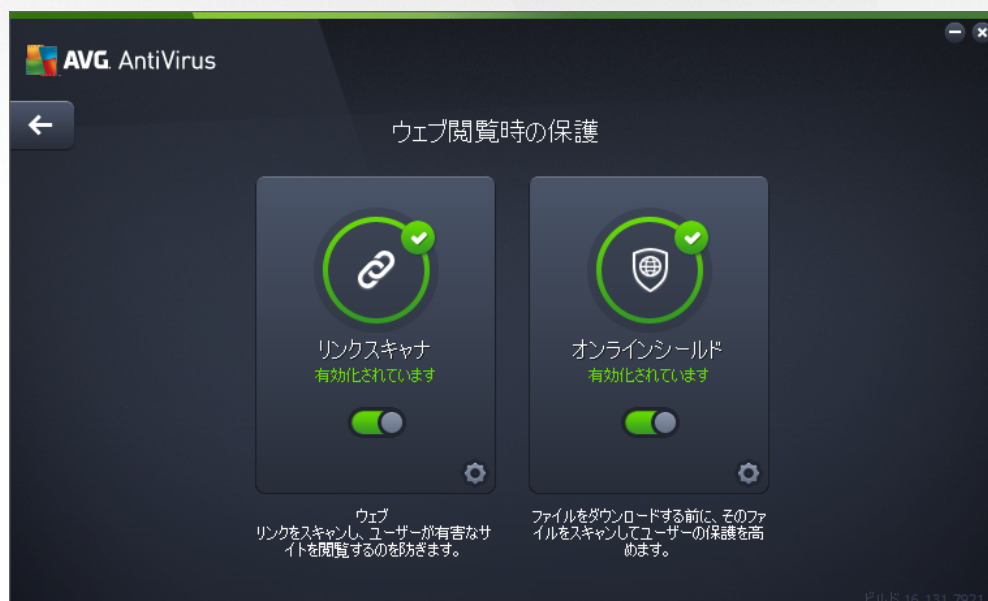 AVG AntiVirus
ウェブ閲覧時の保護
リンクスキャナ
有効化されています
オンラインシールド
有効化されています
ウェブ
リンクをスキャンし、ユーザーが有害なサ
イトを閲覧するのを防ぎます。
ファイルをダウンロードする前に、そのファ
イルをスキャンしてユーザーの保護を高
めます。
ビルド 16.131.7921